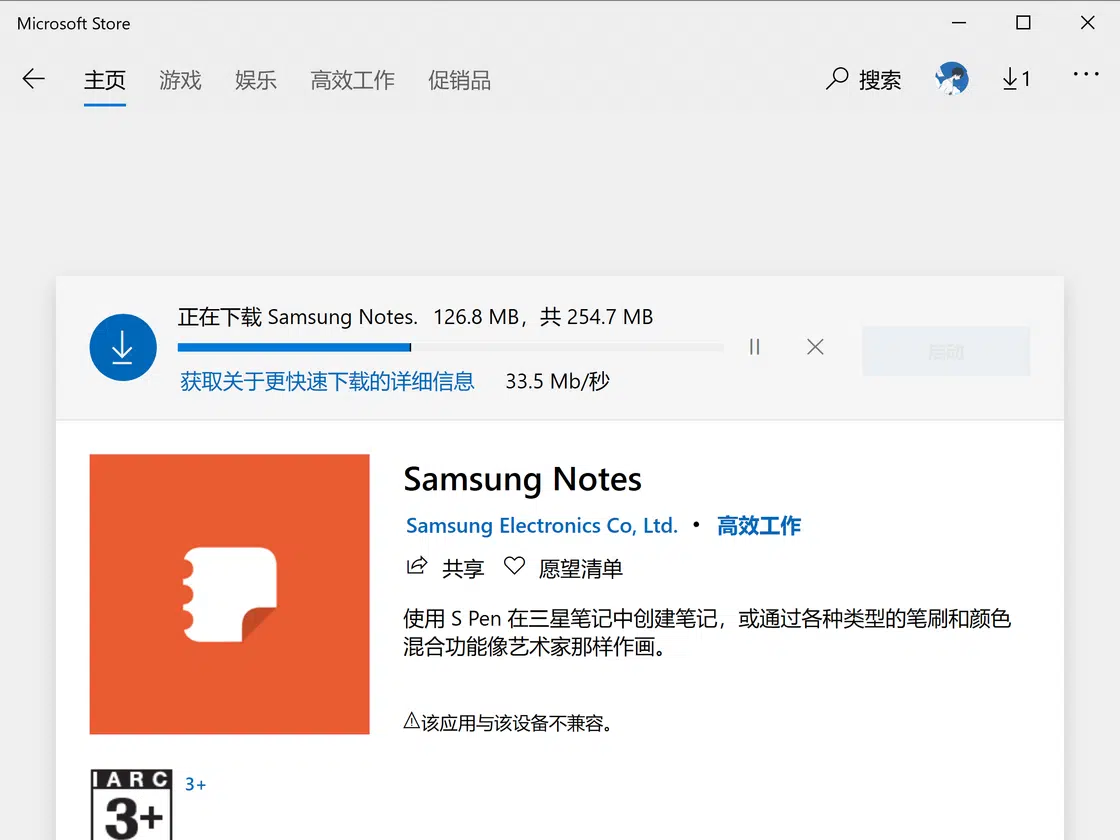 Microsoft Store
主页 游戏 娱乐 高效工作 促销品 搜索 1
正在下载 Samsung Notes. 126.8 MB，共 254.7 MB
获取关于更快速下载的详细信息 33.5 Mb/秒
启动
Samsung Notes
Samsung Electronics Co, Ltd. • 高效工作
共享 愿望清单
使用 S Pen 在三星笔记中创建笔记，或通过各种类型的笔刷和颜色
混合功能像艺术家那样作画。
⚠该应用与该设备不兼容。
IARC 3+
3+